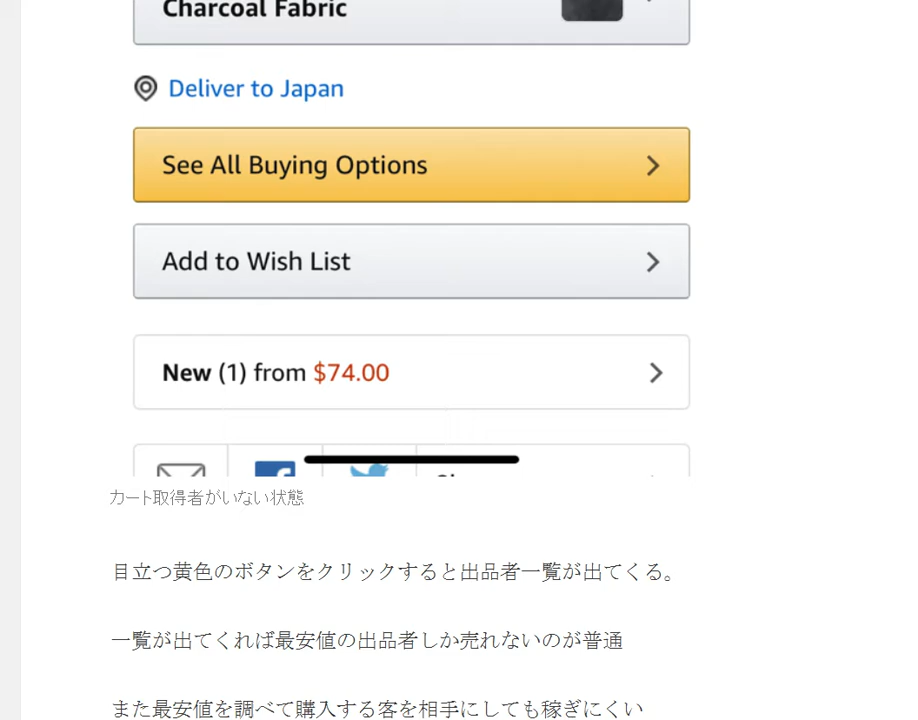 Charcoal Fabric
Deliver to Japan
See All Buying Options
Add to Wish List
New (1) from $74.00
カート取得者がいない状態
目立つ黄色のボタンをクリックすると出品者一覧が出てくる。
一覧が出てくれば最安値の出品者しか売れないのが普通
また最安値を調べて購入する客を相手にしても稼ぎにくい